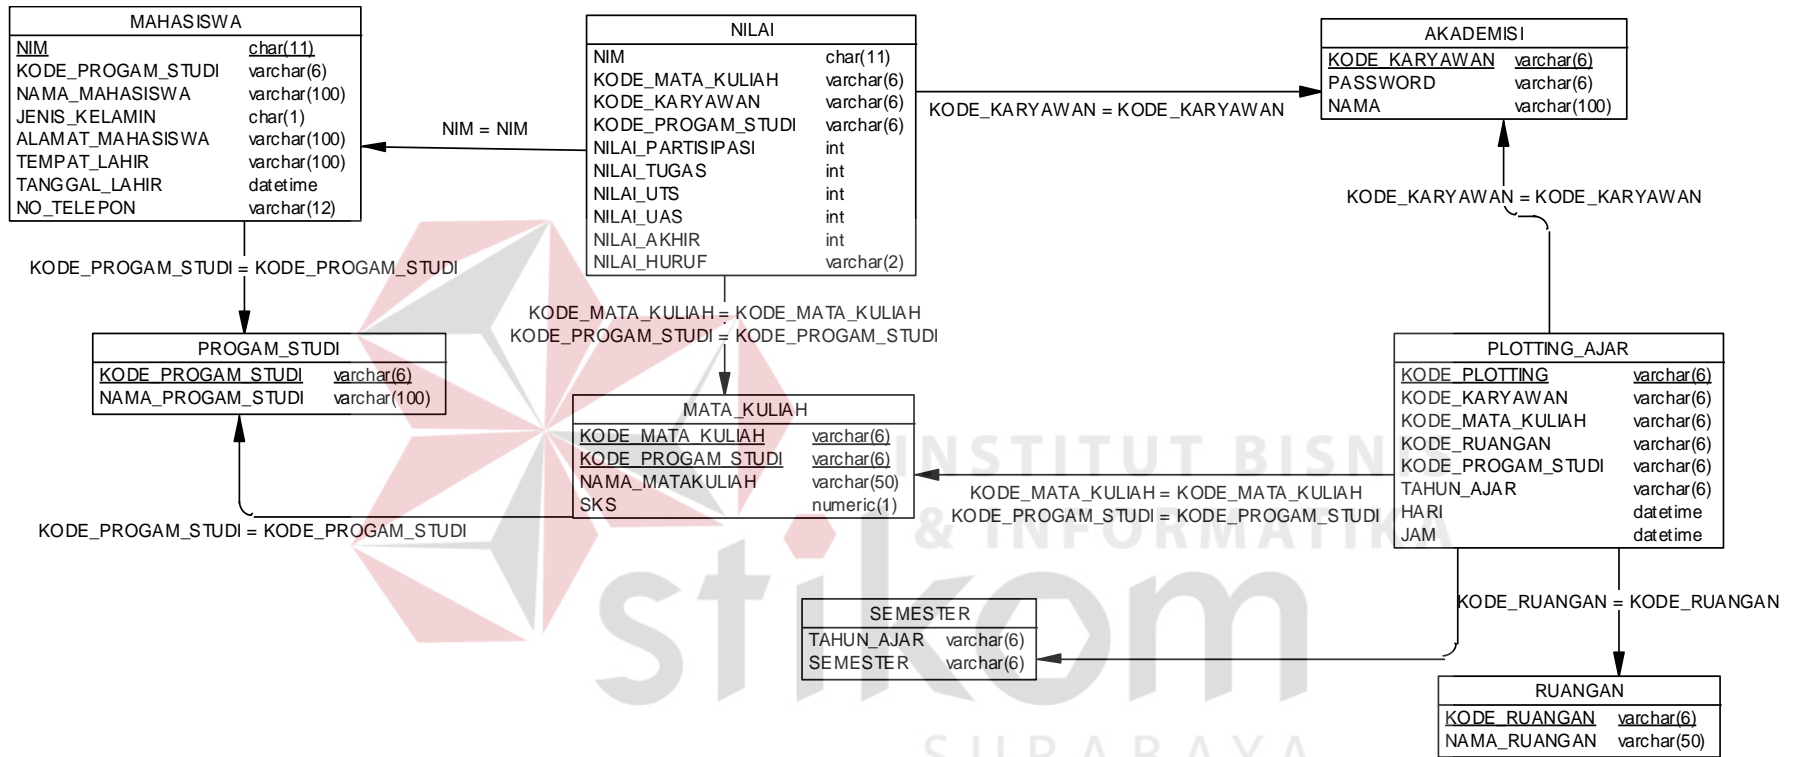 MAHASISWA
NIM char(11)
KODE_PROGAM_STUDI varchar(6)
NAMA_MAHASISWA varchar(100)
JENIS_KELAMIN char(1)
ALAMAT_MAHASISWA varchar(100)
TEMPAT_LAHIR varchar(100)
TANGGAL_LAHIR datetime
NO_TELEPON varchar(12)
NIM = NIM
NILAI
NIM char(11)
KODE_MATA_KULIAH varchar(6)
KODE_KARYAWAN varchar(6)
KODE_PROGAM_STUDI varchar(6)
NILAI_PARTISIPASI int
NILAI_TUGAS int
NILAI_UTS int
NILAI_UAS int
NILAI_AKHIR int
NILAI_HURUF varchar(2)
KODE_KARYAWAN = KODE_KARYAWAN
AKADEMISI
KODE_KARYAWAN varchar(6)
PASSWORD varchar(6)
NAMA varchar(100)
KODE_KARYAWAN = KODE_KARYAWAN
KODE_PROGAM_STUDI = KODE_PROGAM_STUDI
KODE_MATA_KULIAH = KODE_MATA_KULIAH
KODE_PROGAM_STUDI = KODE_PROGAM_STUDI
PROGAM_STUDI
KODE_PROGAM_STUDI varchar(6)
NAMA_PROGAM_STUDI varchar(100)
MATA_KULIAH
KODE_MATA_KULIAH varchar(6)
KODE_PROGAM_STUDI varchar(6)
NAMA_MATAKULIAH varchar(50)
SKS numeric(1)
PLOTTING_AJAR
KODE_PLOTTING varchar(6)
KODE_KARYAWAN varchar(6)
KODE_MATA_KULIAH varchar(6)
KODE_RUANGAN varchar(6)
KODE_PROGAM_STUDI varchar(6)
TAHUN_AJAR varchar(6)
HARI datetime
JAM datetime
KODE_PROGAM_STUDI = KODE_PROGAM_STUDI
KODE_MATA_KULIAH = KODE_MATA_KULIAH
KODE_PROGAM_STUDI = KODE_PROGAM_STUDI
INSTITUT BISNI
& INFORMATIKA
stikom
SURABAYA
SEMESTER
TAHUN_AJAR varchar(6)
SEMESTER varchar(6)
KODE_RUANGAN = KODE_RUANGAN
RUANGAN
KODE_RUANGAN varchar(6)
NAMA_RUANGAN varchar(50)